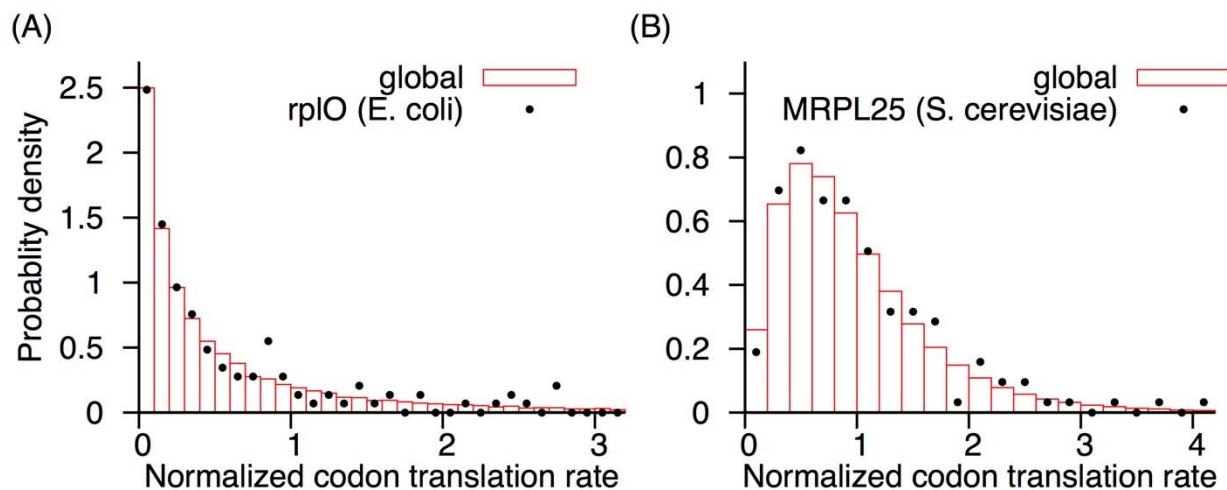 (A)
Probablity density
2.5
2
1.5
1
0.5
0
global
rplO (E. coli)
0 1 2 3
Normalized codon translation rate
(B)
1
0.8
0.6
0.4
0.2
0
global
MRPL25 (S. cerevisiae)
0 1 2 3 4
Normalized codon translation rate